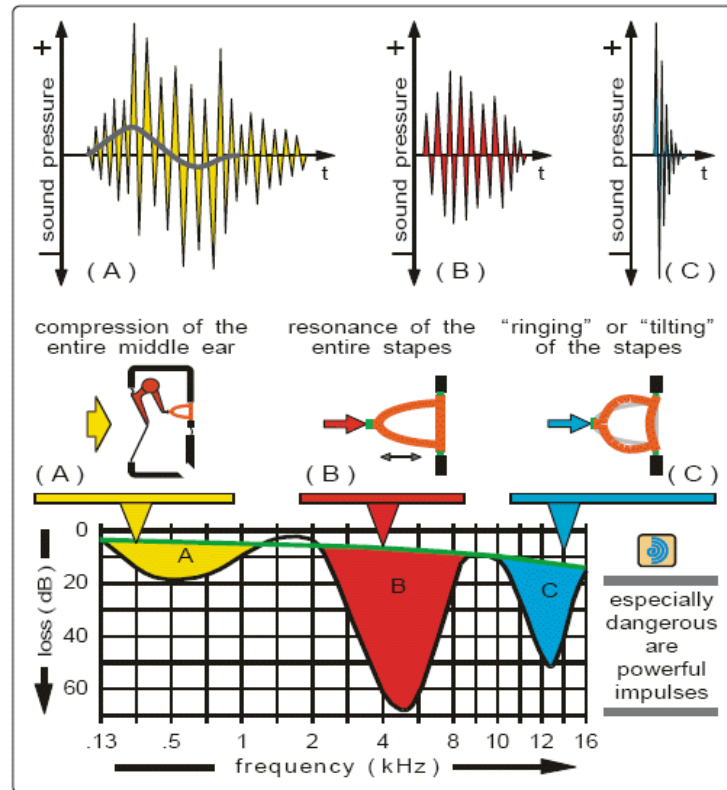 +
sound pressure
t
(A)
+
sound pressure
t
(B)
+
sound pressure
t
(C)
compression of the
entire middle ear
resonance of the
entire stapes
“ringing” or “tilting”
of the stapes
(A)
(B)
(C)
0
20
40
60
loss (dB)
A
B
C
.13 .5 1 2 4 8 10 12 16
frequency (kHz)
especially
dangerous
are
powerful
impulses